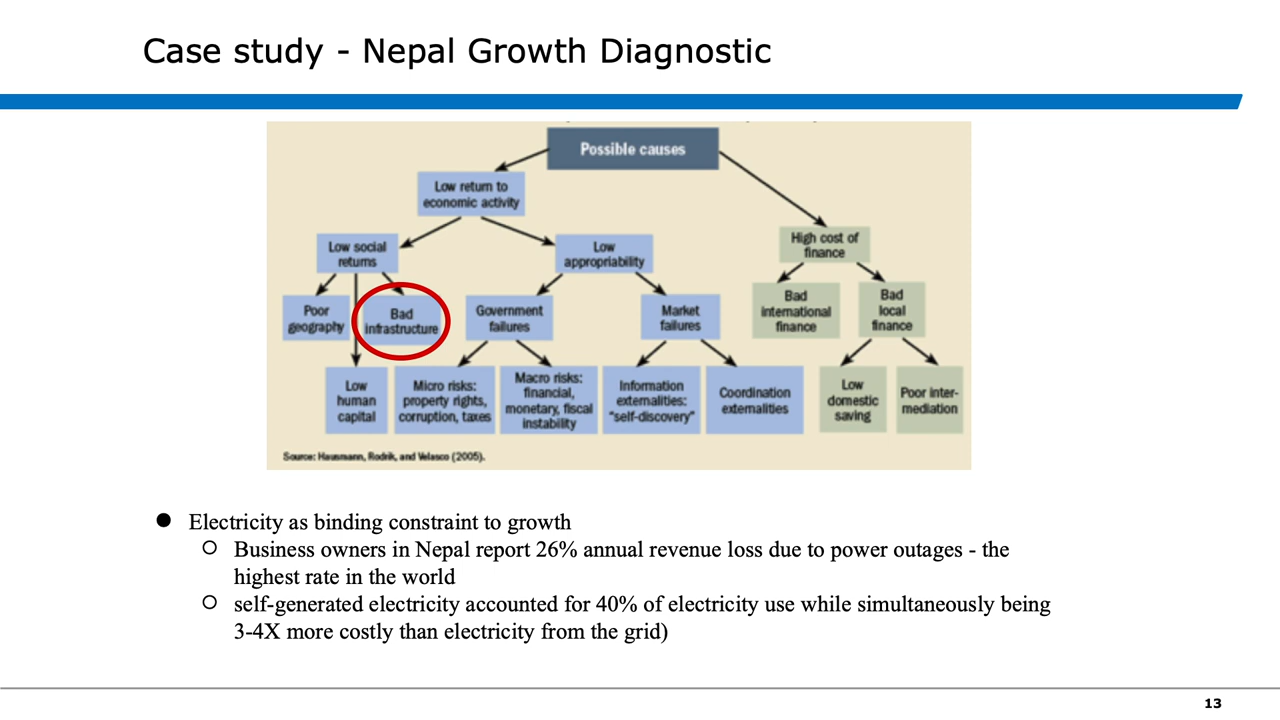 Case study - Nepal Growth Diagnostic
Possible causes
Low return to
economic activity
Low social
returns
Low
appropriability
High cost of
finance
Poor
geography
Bad
infrastructure
Government
failures
Market
failures
Bad
international
finance
Bad
local
finance
Low
human
capital
Micro risks:
property rights,
corruption, taxes
Macro risks:
financial,
monetary, fiscal
instability
Information
externalities:
“self-discovery”
Coordination
externalities
Low
domestic
saving
Poor inter-
mediation
Source: Hausmann, Rodrik, and Velasco (2005).
● Electricity as binding constraint to growth
○ Business owners in Nepal report 26% annual revenue loss due to power outages - the
highest rate in the world
○ self-generated electricity accounted for 40% of electricity use while simultaneously being
3-4X more costly than electricity from the grid)
13